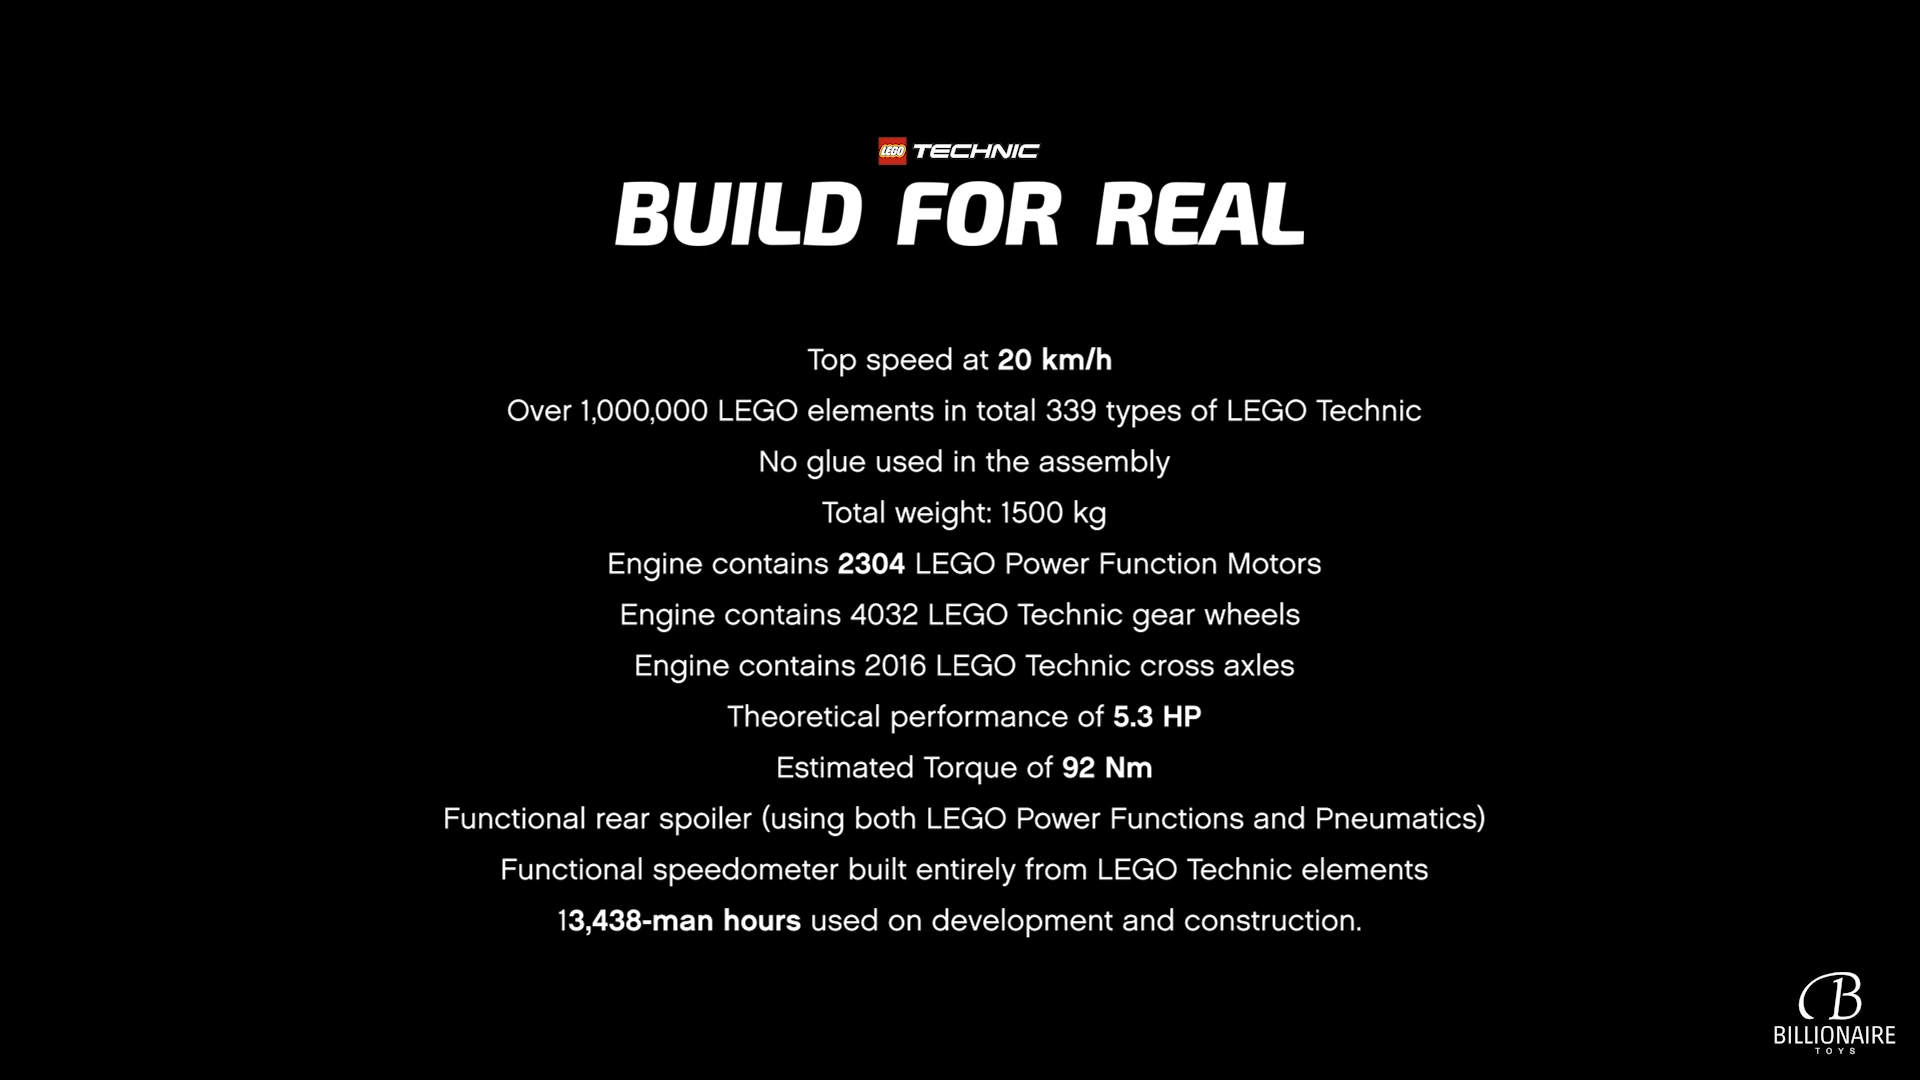 LEGO TECHNIC
BUILD FOR REAL
Top speed at 20 km/h
Over 1,000,000 LEGO elements in total 339 types of LEGO Technic
No glue used in the assembly
Total weight: 1500 kg
Engine contains 2304 LEGO Power Function Motors
Engine contains 4032 LEGO Technic gear wheels
Engine contains 2016 LEGO Technic cross axles
Theoretical performance of 5.3 HP
Estimated Torque of 92 Nm
Functional rear spoiler (using both LEGO Power Functions and Pneumatics)
Functional speedometer built entirely from LEGO Technic elements
13,438-man hours used on development and construction.
B
BILLIONAIRE
TOYS